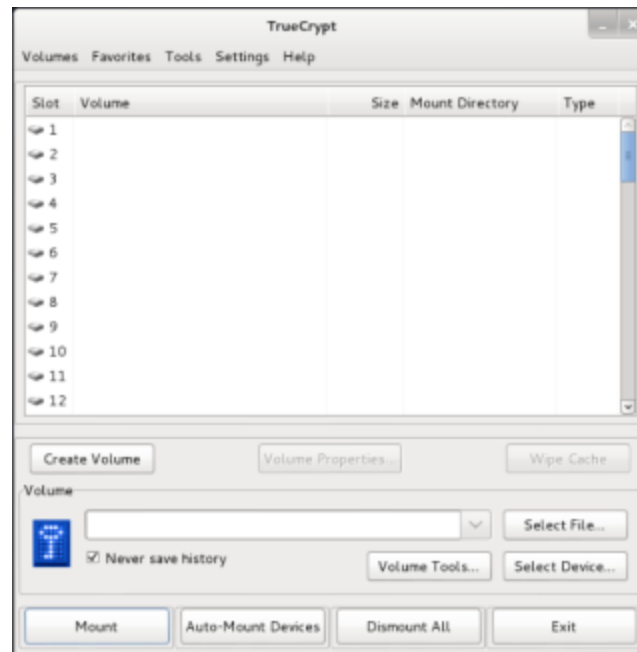 TrueCrypt
Volumes Favorites Tools Settings Help
Slot Volume Size Mount Directory Type
1
2
3
4
5
6
7
8
9
10
11
12
Create Volume Volume Properties... Wipe Cache
Volume
Select File...
Never save history Volume Tools... Select Device...
Mount Auto-Mount Devices Dismount All Exit